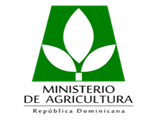 MINISTERIO
DE AGRICULTURA
República Dominicana